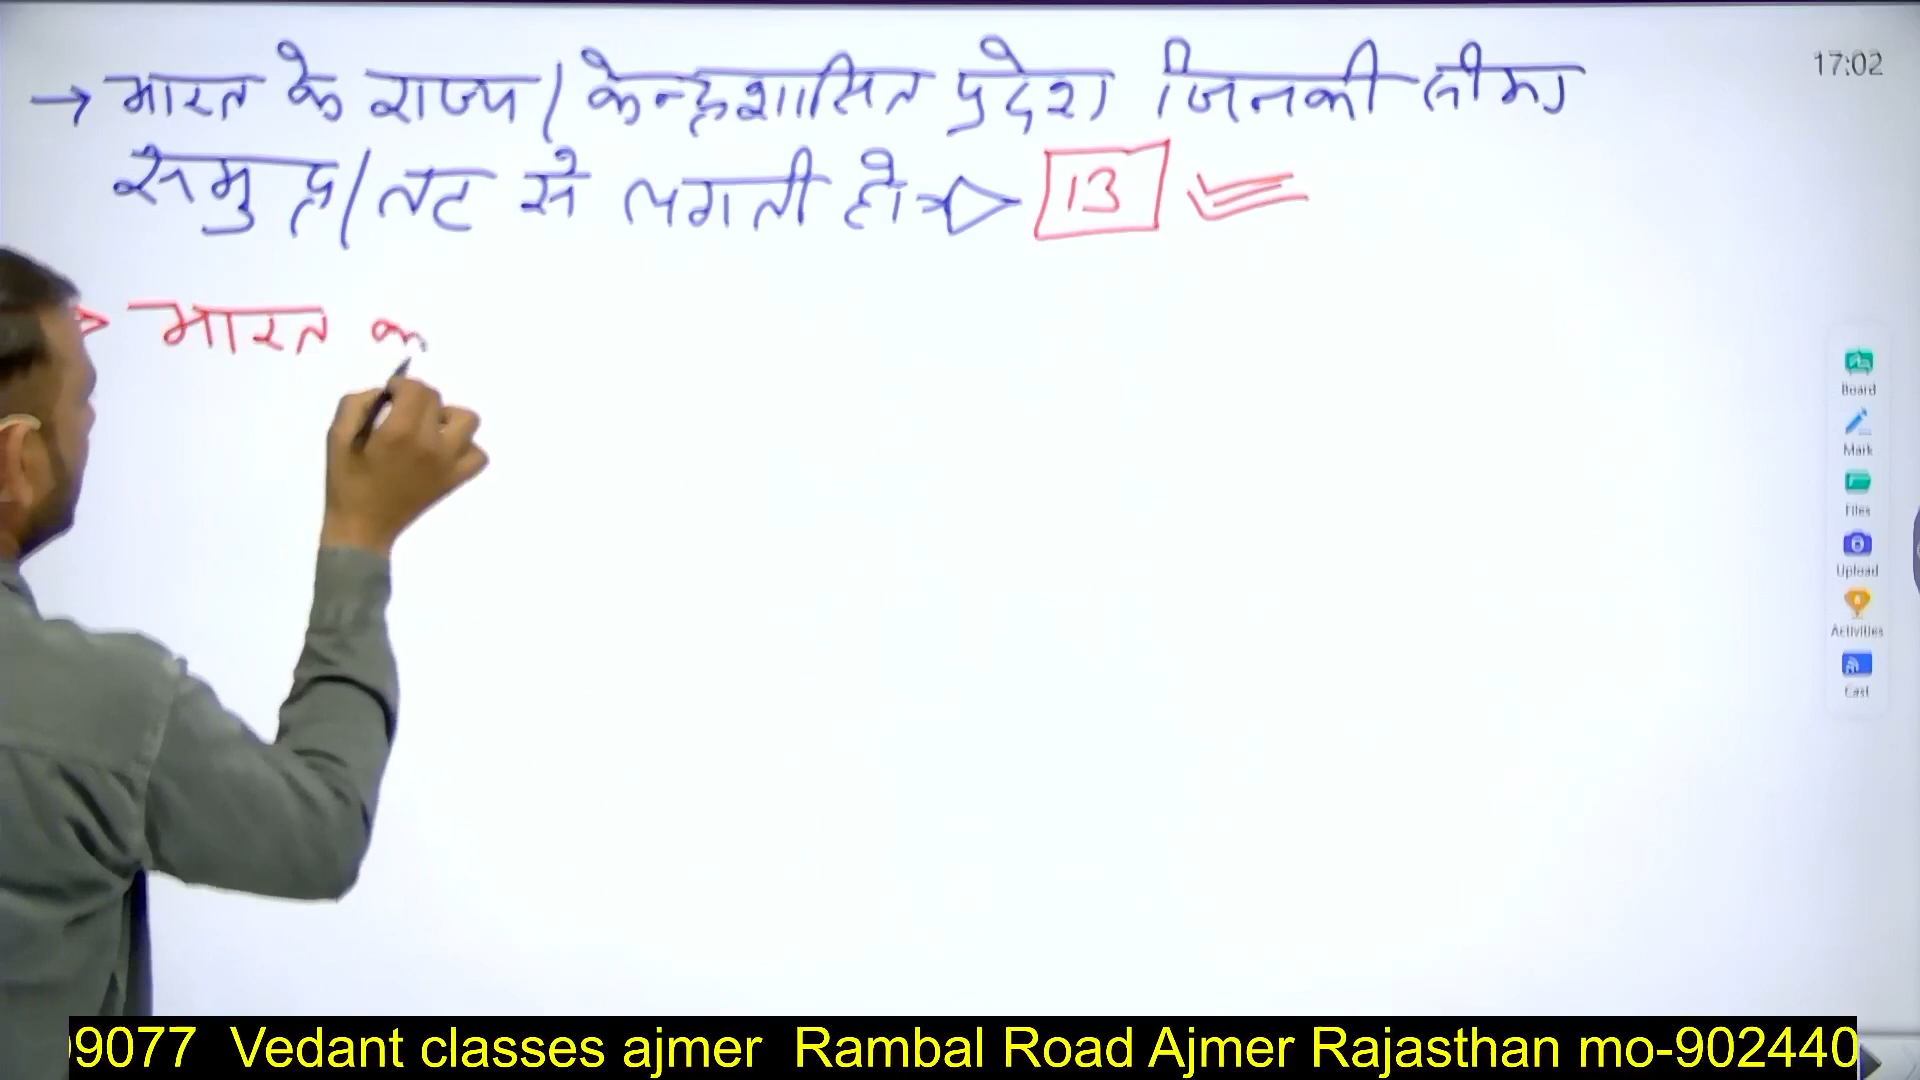 17:02
→ भारत के राज्य / केन्द्रशासित प्रदेश जिनकी सीमा
समुद्र / तट से लगती हो → 13
→ भारत क
Board
Mark
Files
Upload
Activities
Cast
9077 Vedant classes ajmer Rambal Road Ajmer Rajasthan mo-902440